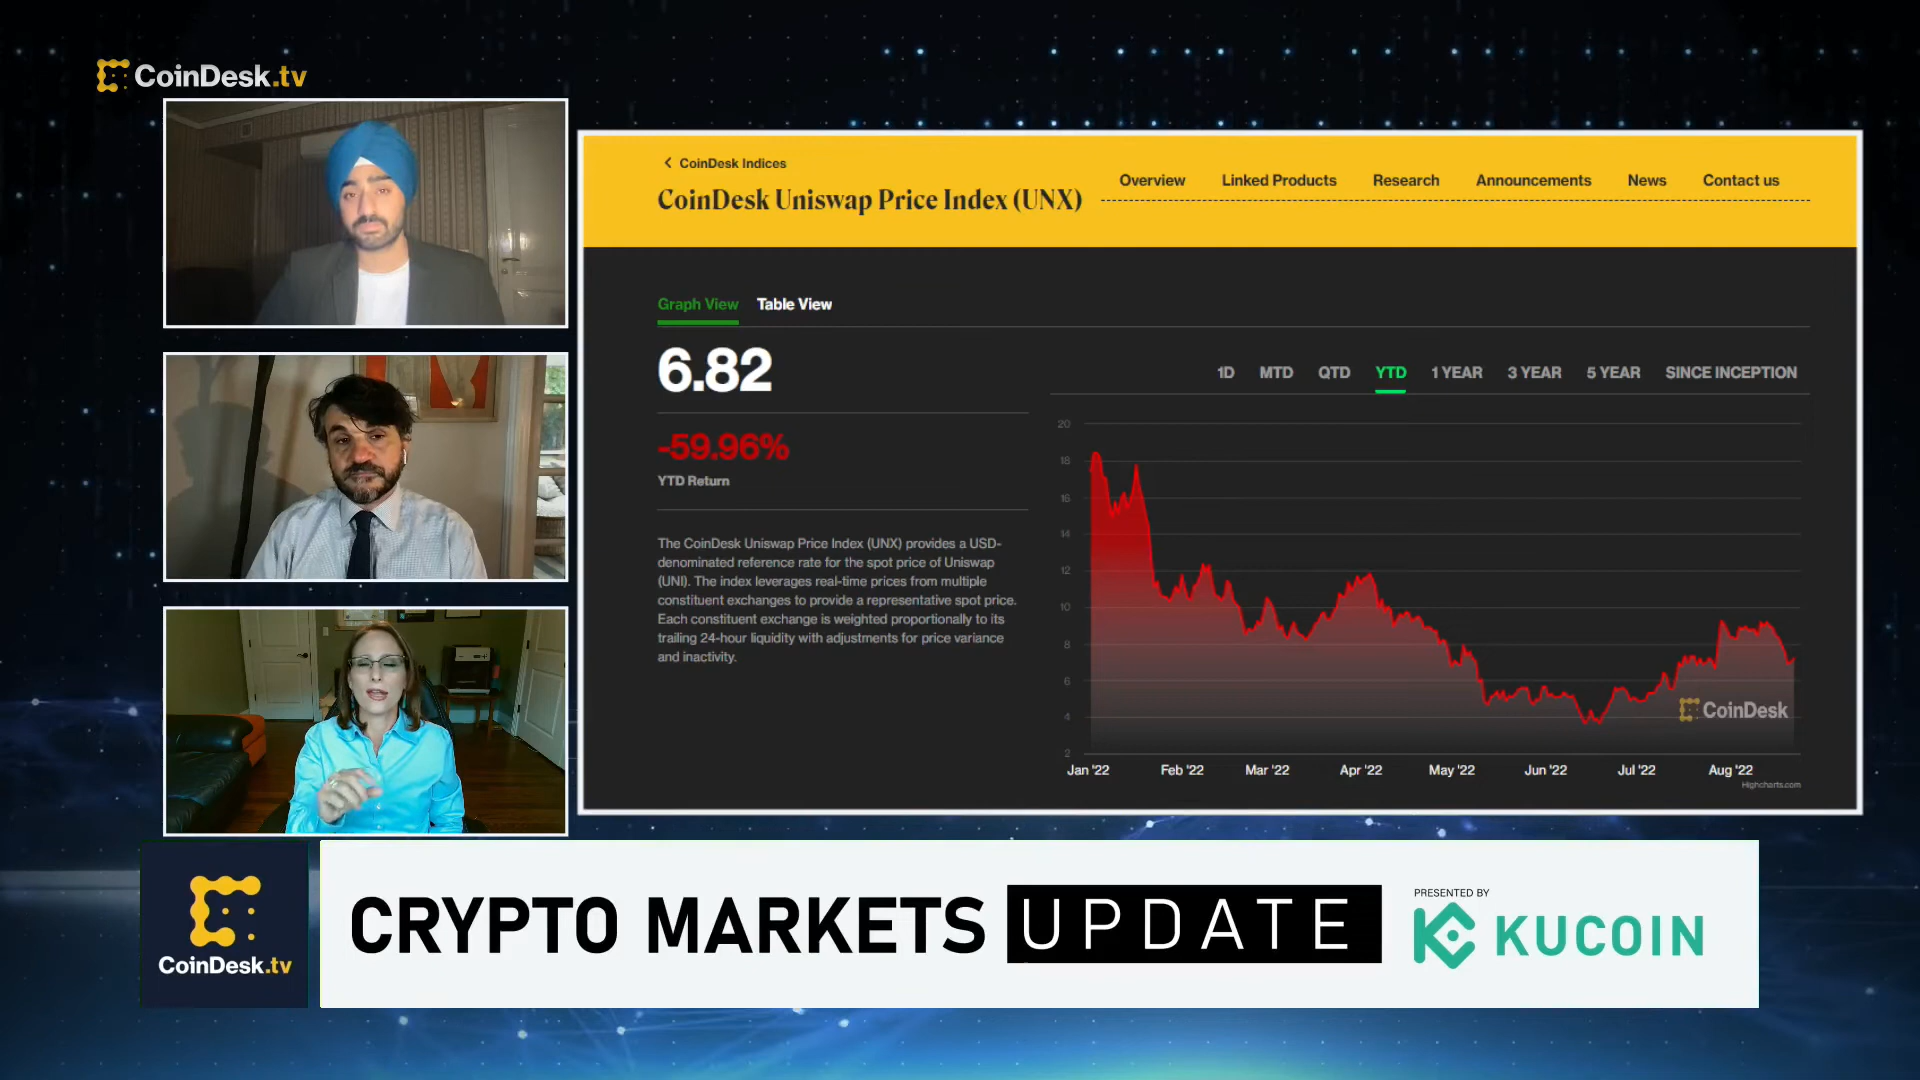 CoinDesk.tv
CoinDesk Indices
CoinDesk Uniswap Price Index (UNX)
Overview Linked Products Research Announcements News Contact us
Graph View Table View
6.82
-59.96%
YTD Return
The CoinDesk Uniswap Price Index (UNX) provides a USD-
denominated reference rate for the spot price of Uniswap
(UNI). The index leverages real-time prices from multiple
constituent exchanges to provide a representative spot price.
Each constituent exchange is weighted proportionally to its
trailing 24-hour liquidity with adjustments for price variance
and inactivity.
1D MTD QTD YTD 1 YEAR 3 YEAR 5 YEAR SINCE INCEPTION
20
18
16
14
12
10
8
6
4
2
CoinDesk
Jan '22 Feb '22 Mar '22 Apr '22 May '22 Jun '22 Jul '22 Aug '22
Highcharts.com
CoinDesk.tv
CRYPTO MARKETS UPDATE
PRESENTED BY
KUCOIN